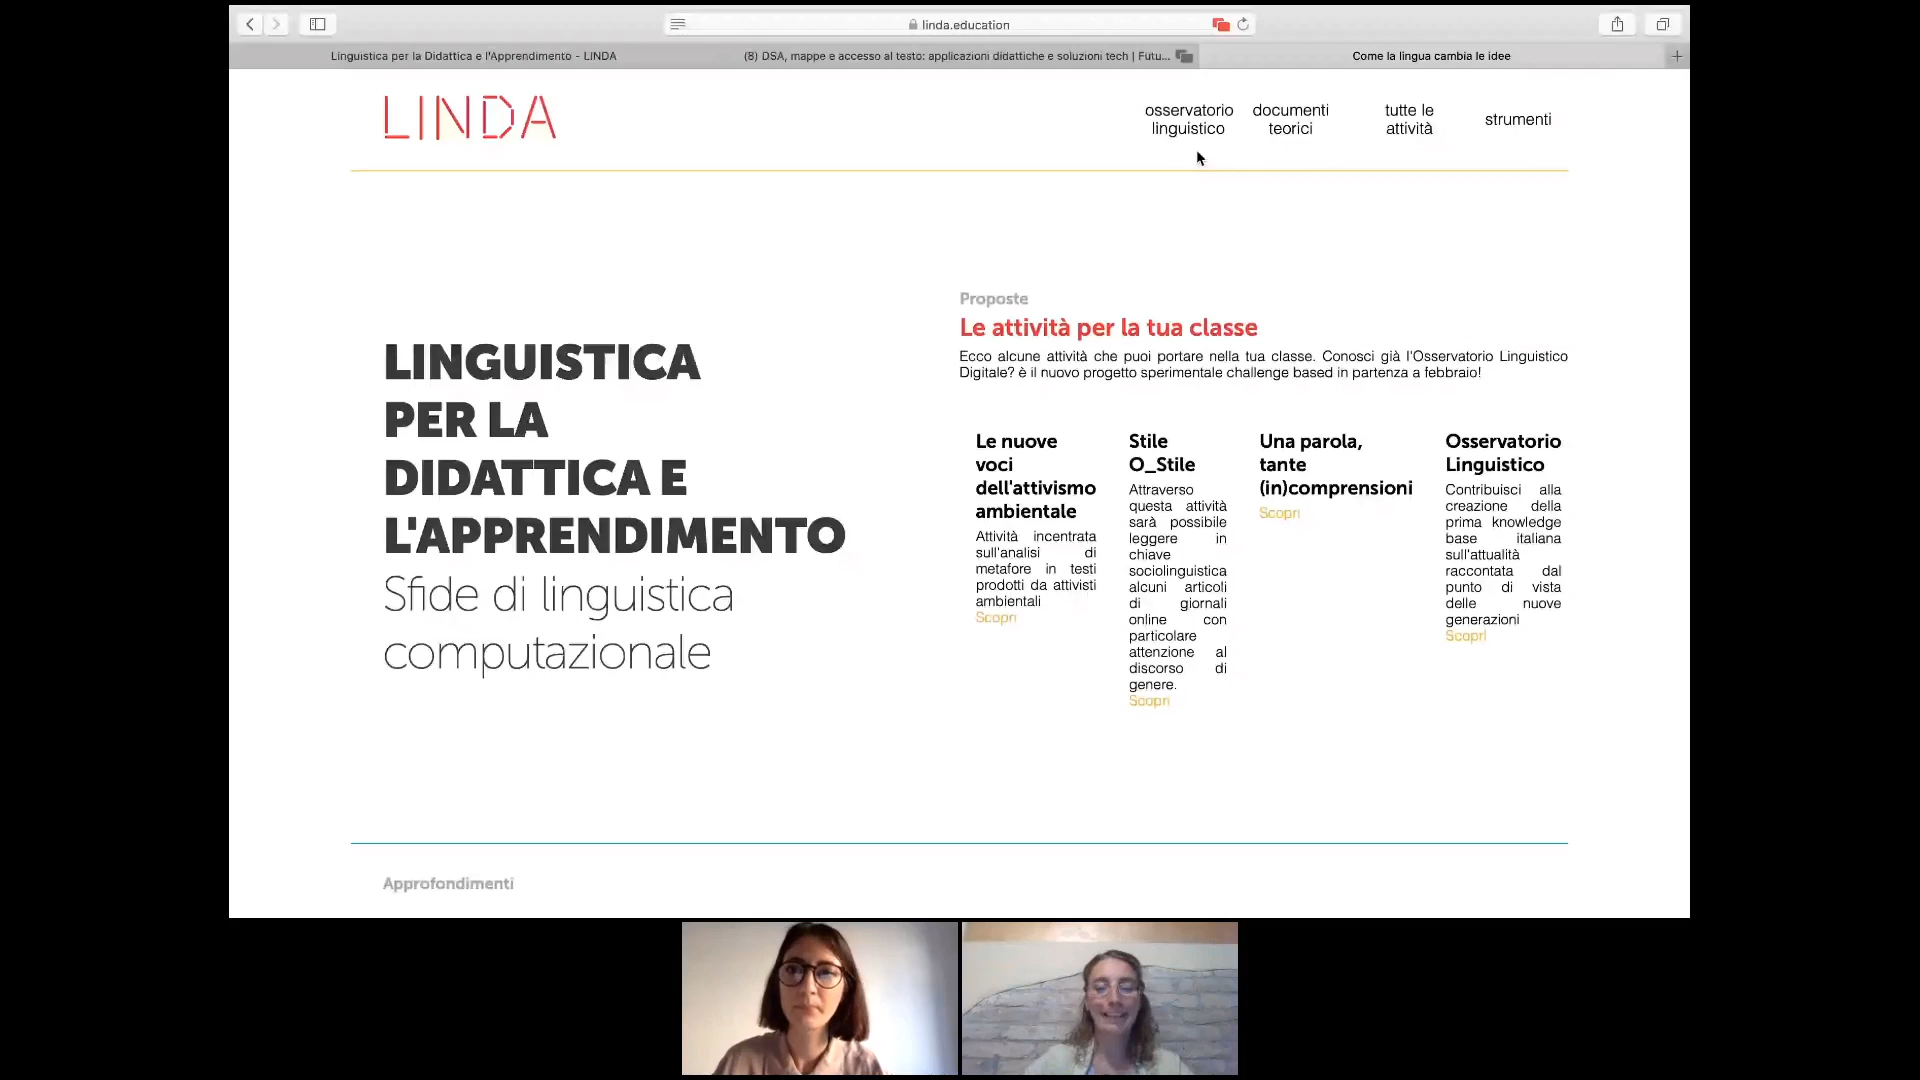 linda.education
Linguistica per la Didattica e l'Apprendimento - LINDA
(8) DSA, mappe e accesso al testo: applicazioni didattiche e soluzioni tech | Futu...
Come la lingua cambia le idee
LINDA
osservatorio
linguistico
documenti
teorici
tutte le
attività
strumenti
LINGUISTICA
PER LA
DIDATTICA E
L'APPRENDIMENTO
Sfide di linguistica
computazionale
Proposte
Le attività per la tua classe
Ecco alcune attività che puoi portare nella tua classe. Conosci già l'Osservatorio Linguistico
Digitale? è il nuovo progetto sperimentale challenge based in partenza a febbraio!
Le nuove
voci
dell'attivismo
ambientale
Attività incentrata
sull'analisi di
metafore in testi
prodotti da attivisti
ambientali
Scopri
Stile
O_Stile
Attraverso
questa attività
sarà possibile
leggere in
chiave
sociolinguistica
alcuni articoli
di giornali
online con
particolare
attenzione al
discorso di
genere.
Scopri
Una parola,
tante
(in)comprensioni
Scopri
Osservatorio
Linguistico
Contribuisci alla
creazione della
prima knowledge
base italiana
sull'attualità
raccontata dal
punto di vista
delle nuove
generazioni
Scopri
Approfondimenti